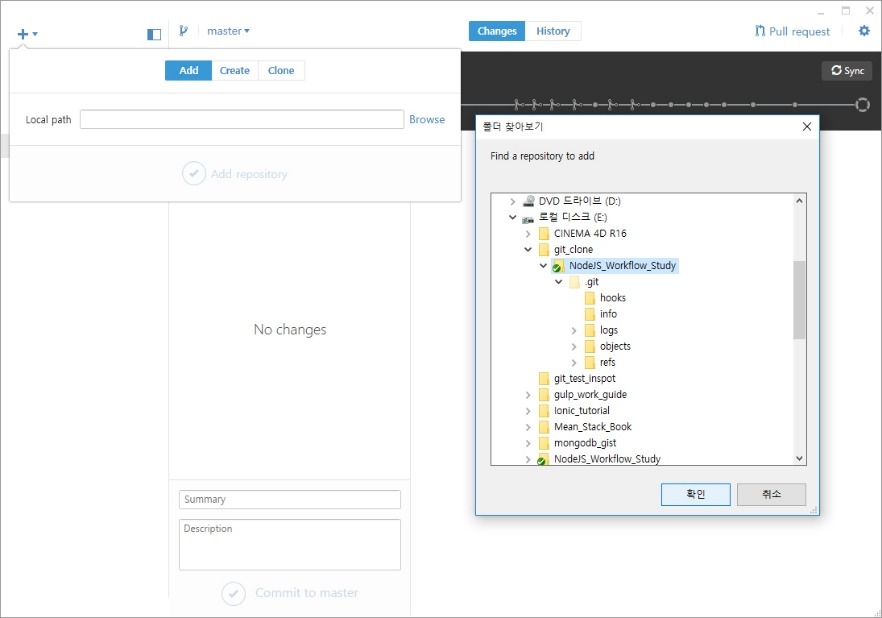 master
Changes
History
Pull request
Add
Create
Clone
Sync
Local path
Browse
Add repository
폴더 찾아보기
Find a repository to add
DVD 드라이브 (D:)
로컬 디스크 (E:)
CINEMA 4D R16
git_clone
NodeJS_Workflow_Study
.git
hooks
info
logs
objects
refs
git_test_inspot
gulp_work_guide
Ionic_tutorial
Mean_Stack_Book
mongodb_gist
NodeJS_Workflow_Study
확인
취소
No changes
Summary
Description
Commit to master